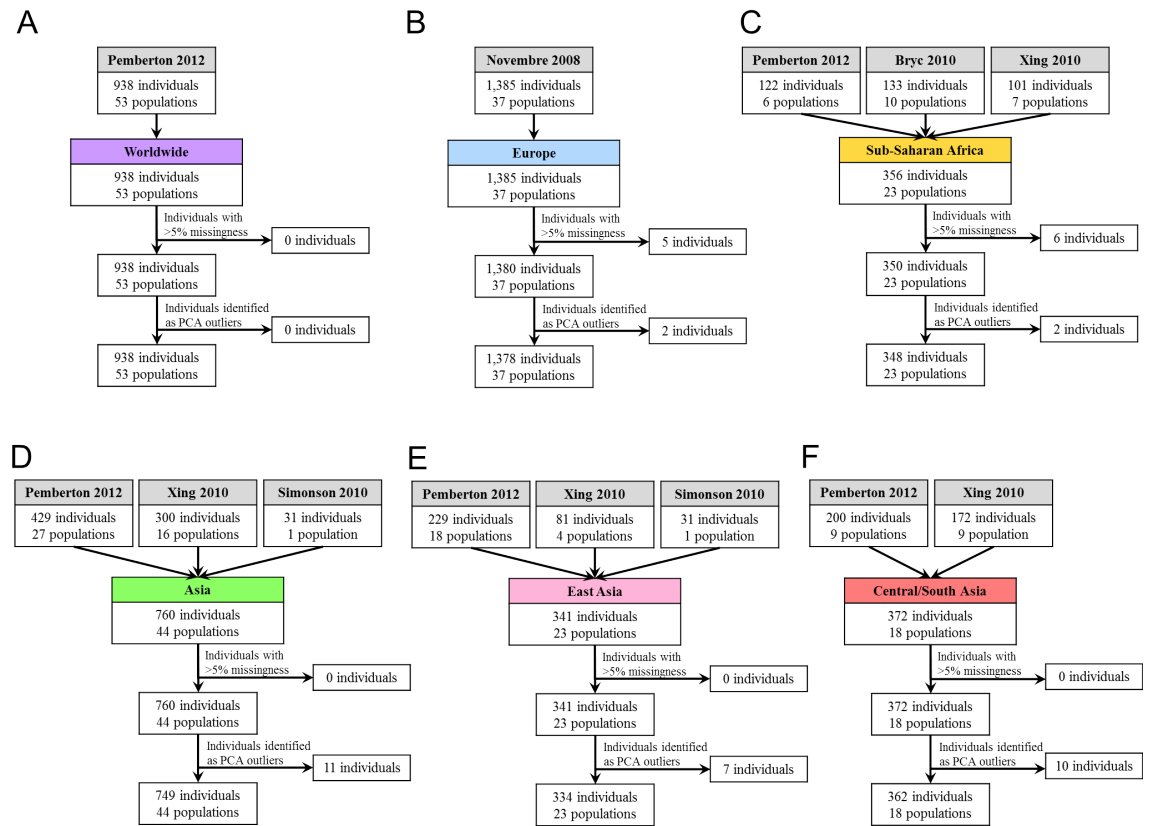 A
Pemberton 2012
938 individuals
53 populations
Worldwide
938 individuals
53 populations
Individuals with
>5% missingness
0 individuals
938 individuals
53 populations
Individuals identified
as PCA outliers
0 individuals
938 individuals
53 populations
B
Novembre 2008
1,385 individuals
37 populations
Europe
1,385 individuals
37 populations
Individuals with
>5% missingness
5 individuals
1,380 individuals
37 populations
Individuals identified
as PCA outliers
2 individuals
1,378 individuals
37 populations
C
Pemberton 2012
122 individuals
6 populations
Bryc 2010
133 individuals
10 populations
Xing 2010
101 individuals
7 populations
Sub-Saharan Africa
356 individuals
23 populations
Individuals with
>5% missingness
6 individuals
350 individuals
23 populations
Individuals identified
as PCA outliers
2 individuals
348 individuals
23 populations
D
Pemberton 2012
429 individuals
27 populations
Xing 2010
300 individuals
16 populations
Simonson 2010
31 individuals
1 population
Asia
760 individuals
44 populations
Individuals with
>5% missingness
0 individuals
760 individuals
44 populations
Individuals identified
as PCA outliers
11 individuals
749 individuals
44 populations
E
Pemberton 2012
229 individuals
18 populations
Xing 2010
81 individuals
4 populations
Simonson 2010
31 individuals
1 population
East Asia
341 individuals
23 populations
Individuals with
>5% missingness
0 individuals
341 individuals
23 populations
Individuals identified
as PCA outliers
7 individuals
334 individuals
23 populations
F
Pemberton 2012
200 individuals
9 populations
Xing 2010
172 individuals
9 population
Central/South Asia
372 individuals
18 populations
Individuals with
>5% missingness
0 individuals
372 individuals
18 populations
Individuals identified
as PCA outliers
10 individuals
362 individuals
18 populations